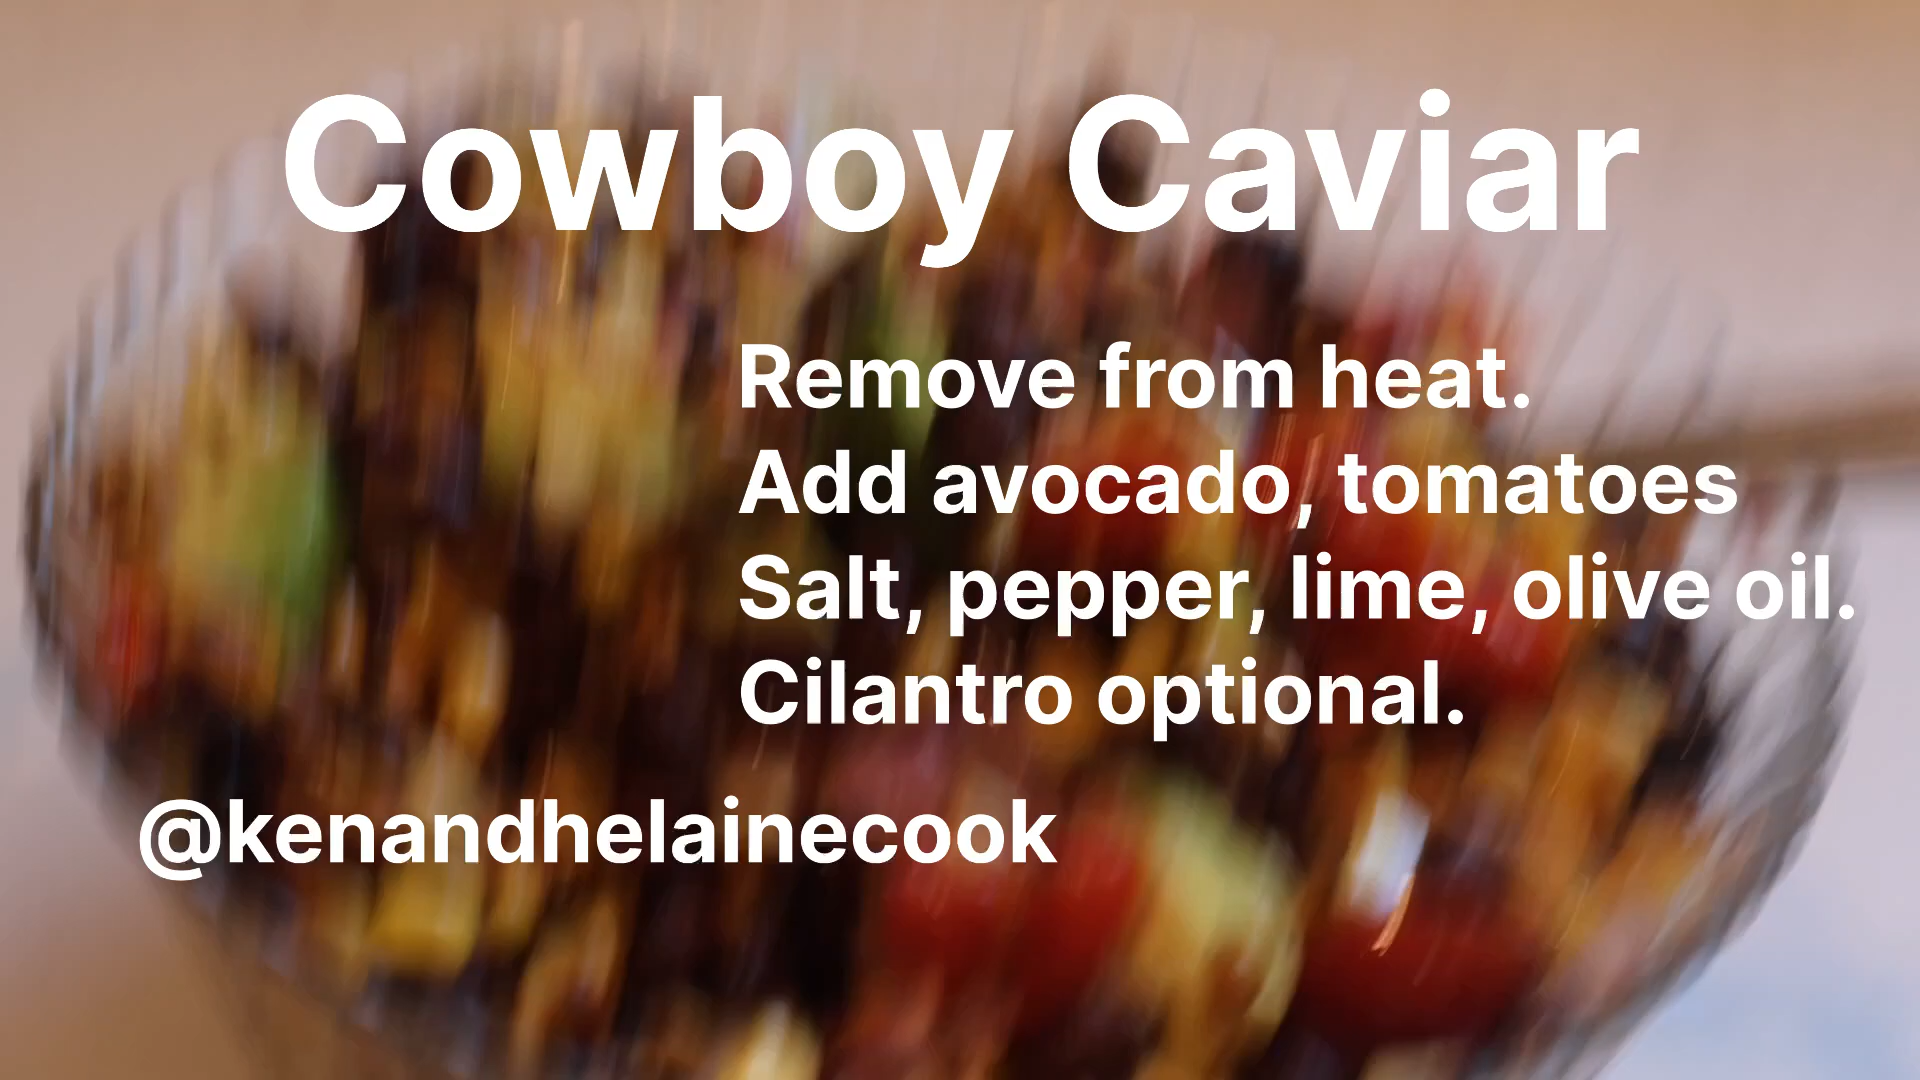 Cowboy Caviar
Remove from heat.
Add avocado, tomatoes
Salt, pepper, lime, olive oil.
Cilantro optional.
@kenandhelainecook